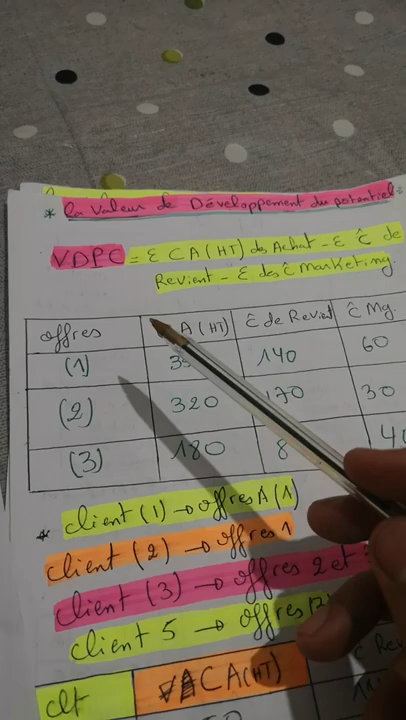 * la valeur de Développement du potentiel =
VDPC = Σ CA (HT) des Achat - Σ Ĉ de
Revient - Σ des Ĉ marketing.
offres A (HT) Ĉ de Revient Ĉ Mg.
(1) 140 60
(2) 320 170 30
(3) 180 8
* client (1) → offres A (1)
client (2) → offres 1
client (3) → offres 2 et
client 5 → offres
clt CA (HT)